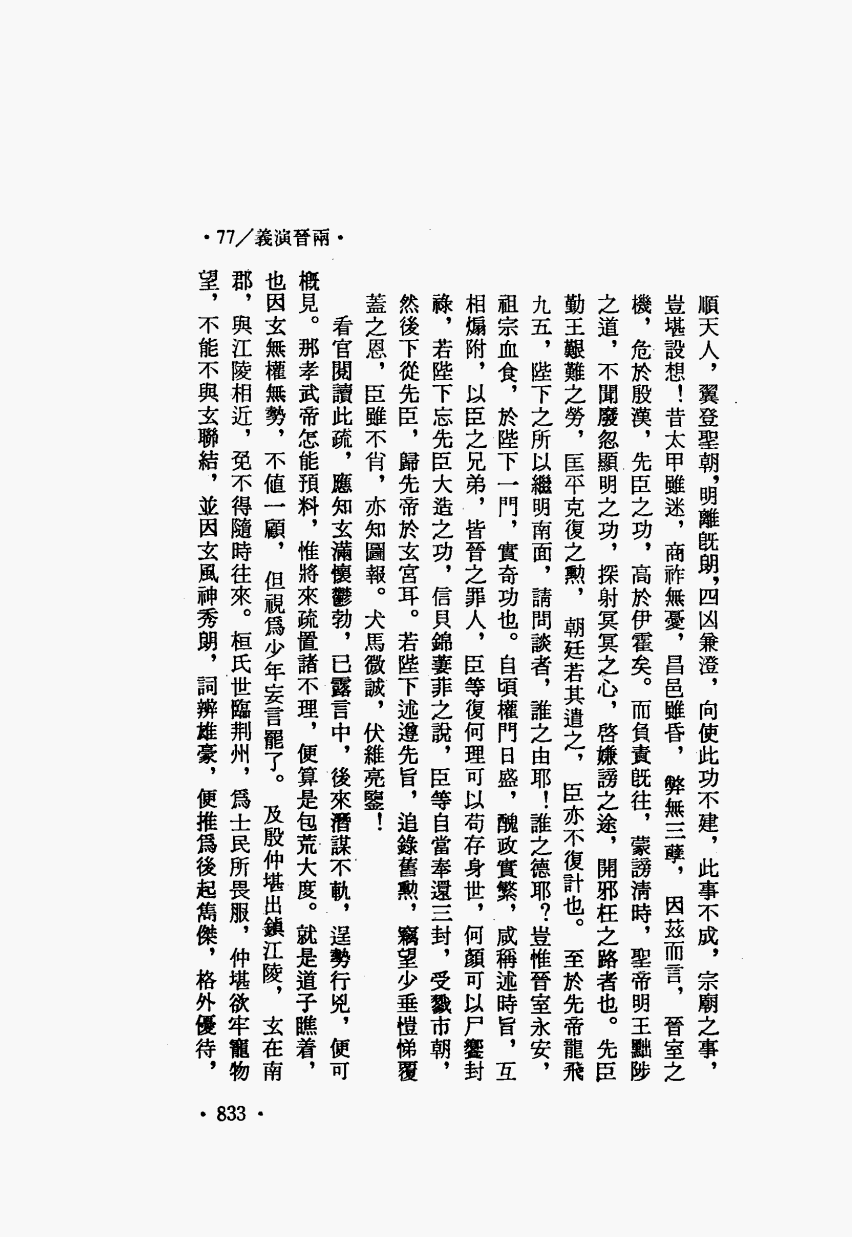 •77／義演晉兩•
順天人，翼登聖朝，明離既朗，四凶兼澄，向使此功不建，此事不成，宗廟之事，
豈堪設想！昔太甲雖迷，商祚無憂，昌邑雖昏，弊無三孽，因茲而言，晉室之
機，危於殷漢，先臣之功，高於伊霍矣。而負責既往，蒙謗清時，聖帝明王黜陟
之道，不聞廢忽顯明之功，探射冥冥之心，啓嫌謗之途，開邪枉之路者也。先臣
勤王艱難之勞，匡平克復之勲，朝廷若其遺之，臣亦不復計也。至於先帝龍飛
九五，陛下之所以繼明南面，請問談者，誰之由耶！誰之德耶？豈惟晉室永安，
祖宗血食，於陛下一門，實奇功也。自頃權門日盛，醜政實繁，咸稱述時旨，互
相煽附，以臣之兄弟，皆晉之罪人，臣等復何理可以苟存身世，何顏可以尸饗封
祿，若陛下忘先臣大造之功，信貝錦萋菲之說，臣等自當奉還三封，受戮市朝，
然後下從先臣，歸先帝於玄宮耳。若陛下述遵先旨，追錄舊勲，竊望少垂愷悌覆
蓋之恩，臣雖不肖，亦知圖報。犬馬微誠，伏維亮鑒！
看官閱讀此疏，應知玄滿懷鬱勃，已露言中，後來潛謀不軌，逞勢行兇，便可
概見。那孝武帝怎能預料，惟將來疏置諸不理，便算是包荒大度。就是道子瞧着，
也因玄無權無勢，不值一顧，但視爲少年妄言罷了。及殷仲堪出鎮江陵，玄在南
郡，與江陵相近，免不得隨時往來。桓氏世臨荆州，爲士民所畏服，仲堪欲牢寵物
望，不能不與玄聯結，並因玄風神秀朗，詞辨雄豪，便推爲後起雋傑，格外優待，
•833•